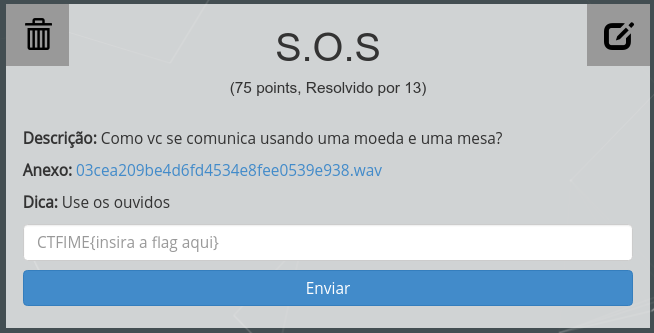 S.O.S
(75 points, Resolvido por 13)
Descrição: Como vc se comunica usando uma moeda e uma mesa?
Anexo: 03cea209be4d6fd4534e8fee0539e938.wav
Dica: Use os ouvidos
CTFIME{insira a flag aqui}
Enviar